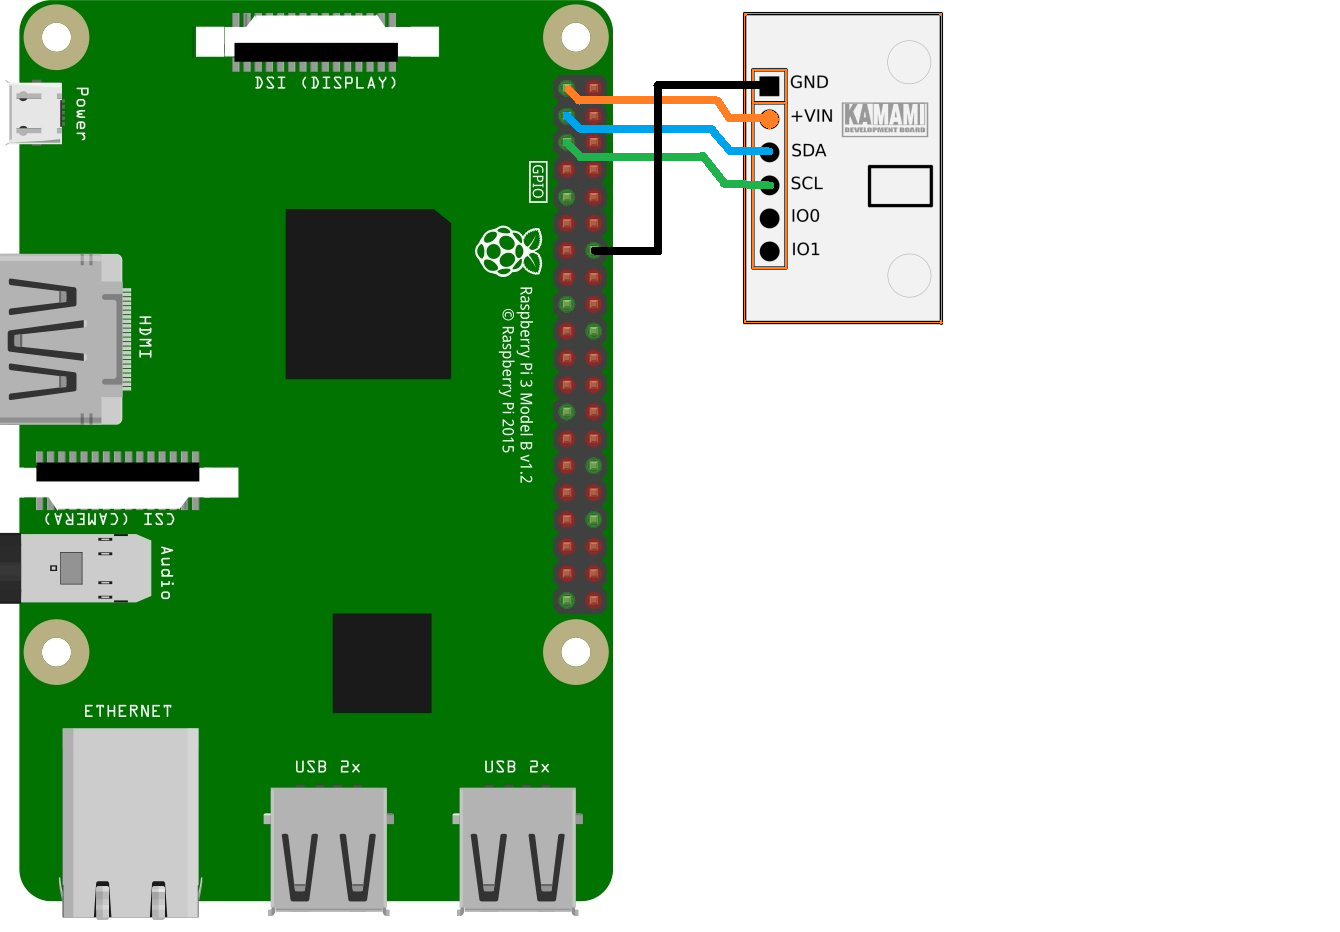 DSI (DISPLAY)
Power
GPIO
HDMI
Raspberry Pi 3 Model B v1.2
© Raspberry Pi 2015
CSI (CAMERA)
Audio
ETHERNET
USB 2x
USB 2x
GND
+VIN
SDA
SCL
IO0
IO1
KAMAMI
DEVELOPMENT BOARD